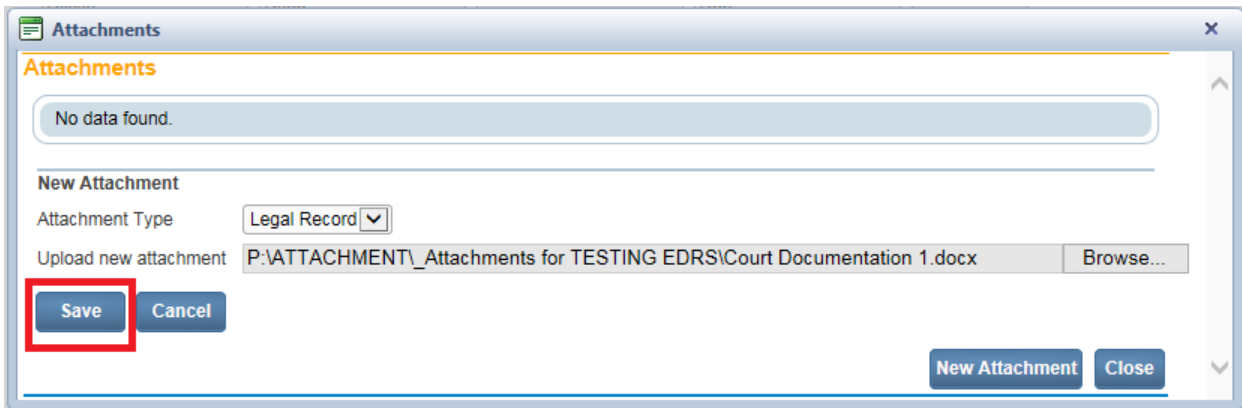 Attachments
Attachments
No data found.
New Attachment
Attachment Type Legal Record
Upload new attachment P:\ATTACHMENT\_Attachments for TESTING EDRS\Court Documentation 1.docx Browse...
Save Cancel
New Attachment Close